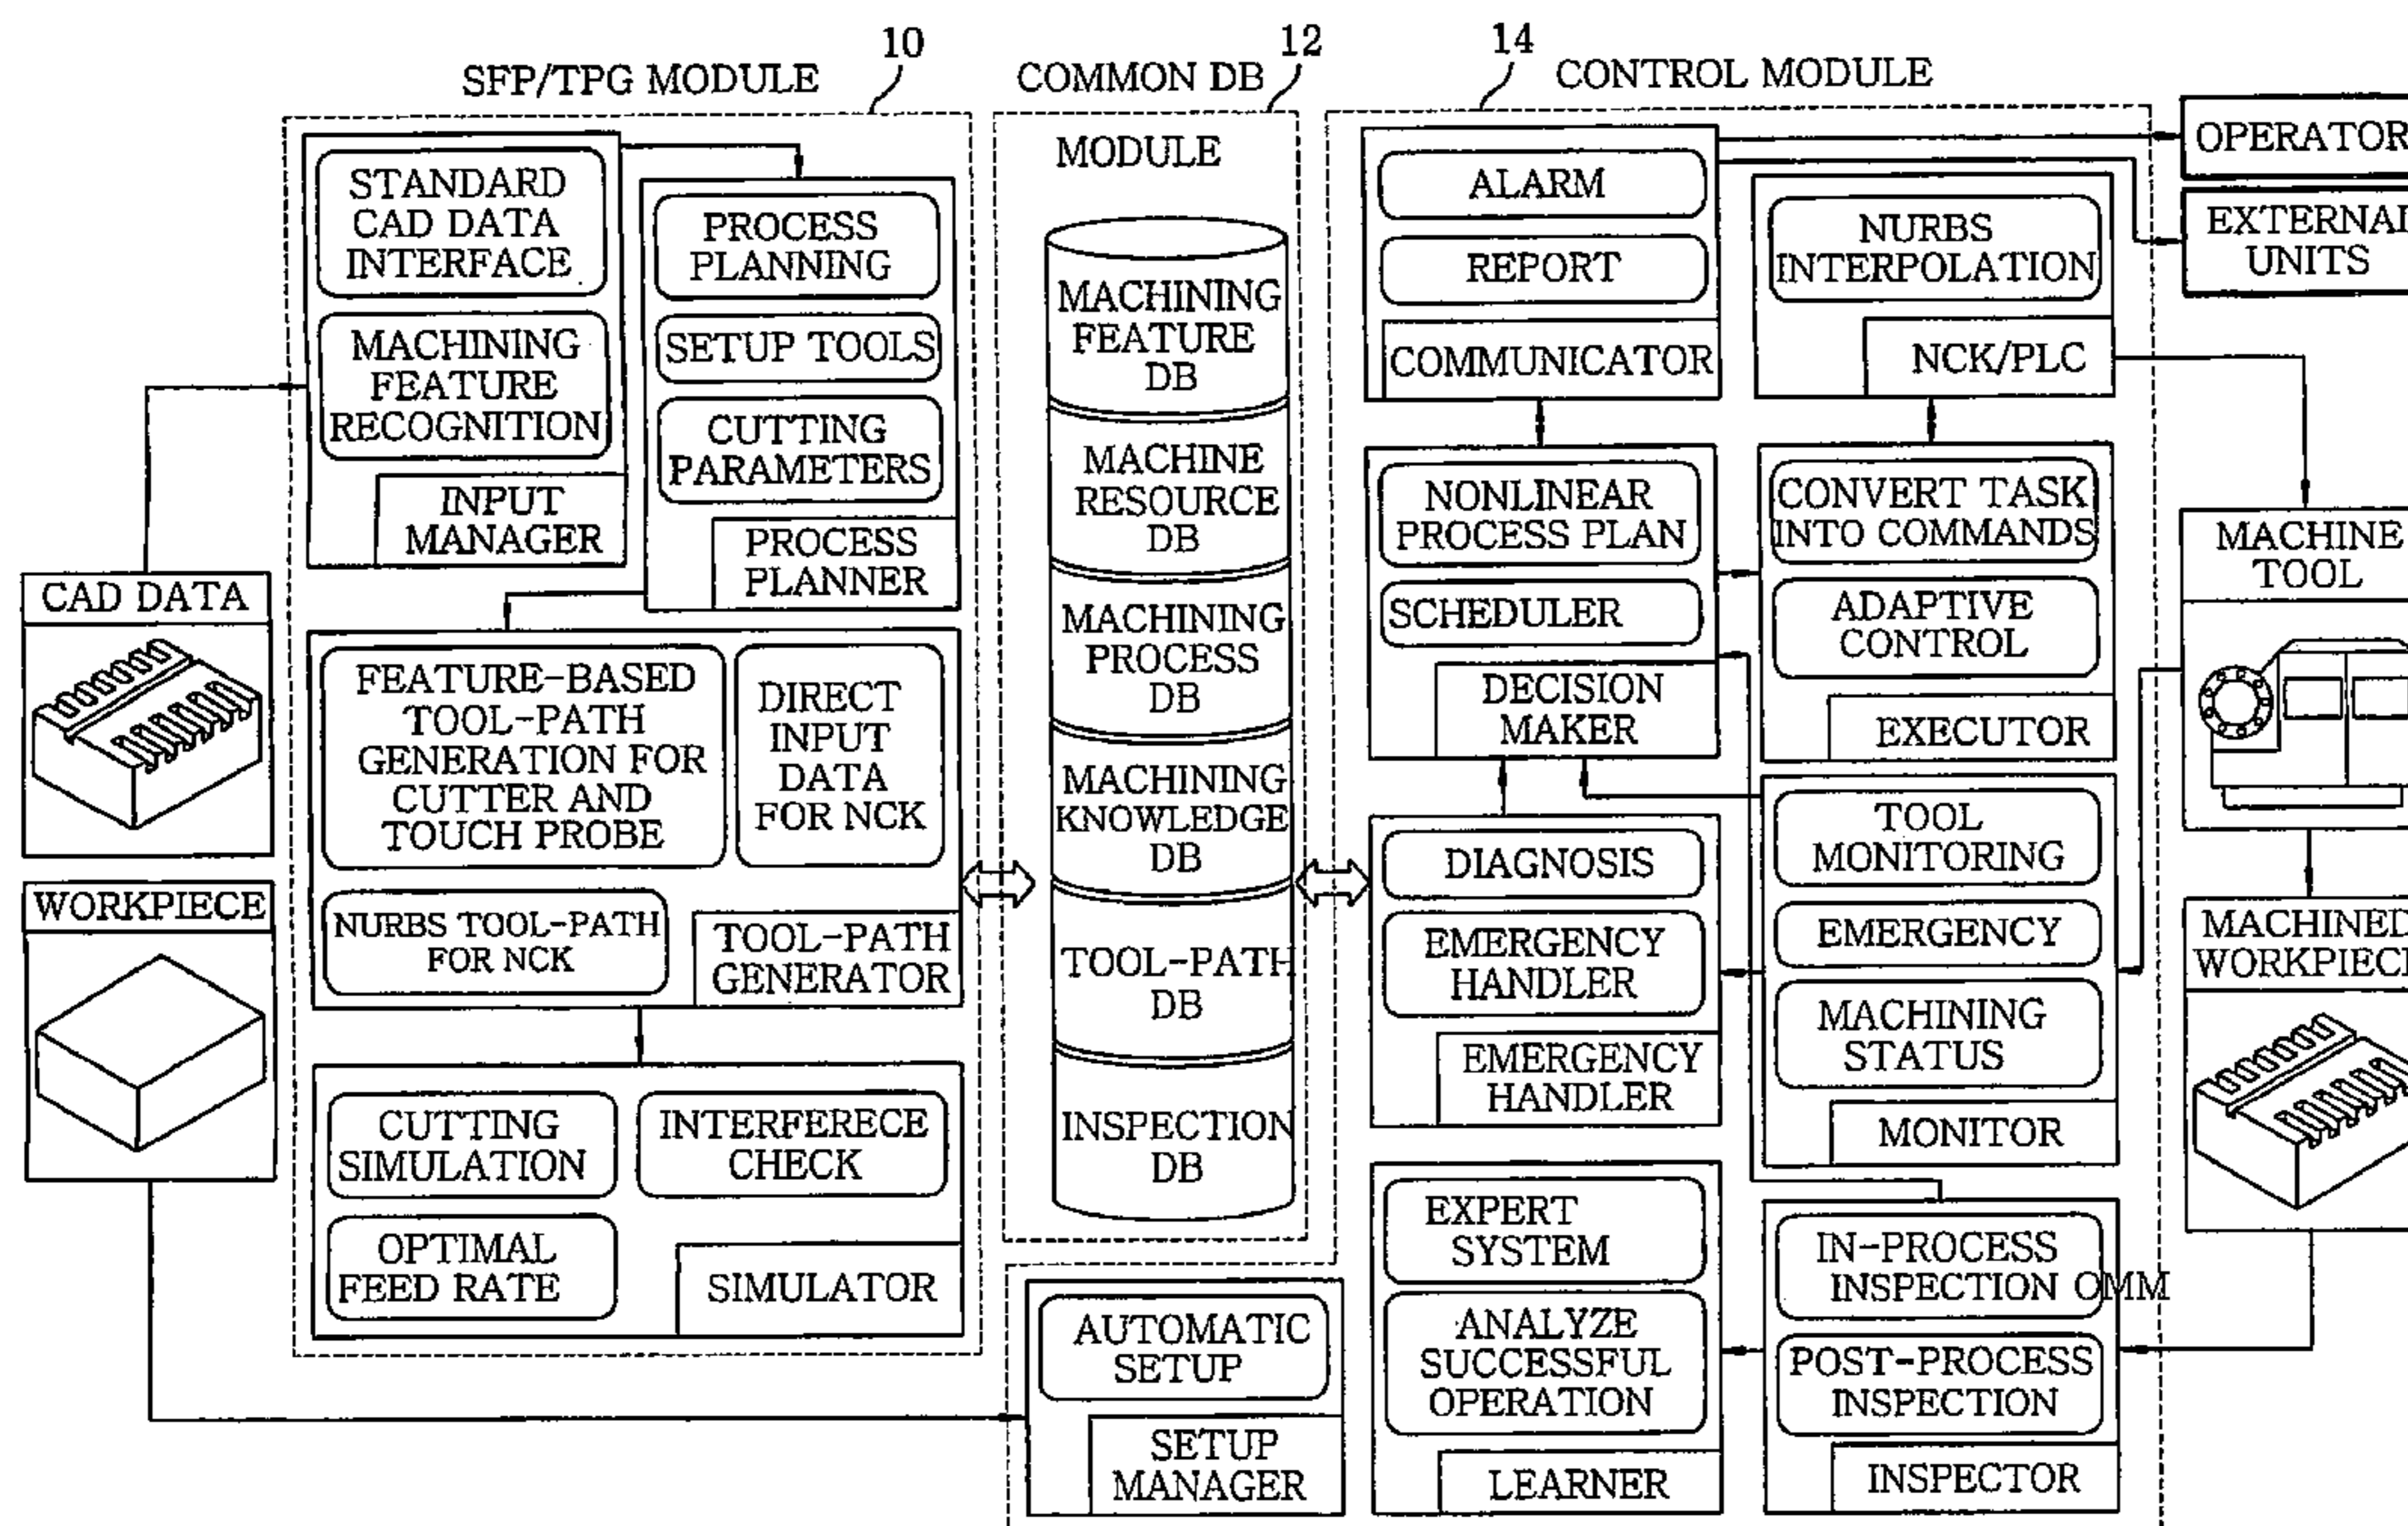 10
SFP/TPG MODULE
12
COMMON DB
14
CONTROL MODULE
STANDARD
CAD DATA
INTERFACE
MACHINING
FEATURE
RECOGNITION
INPUT
MANAGER
PROCESS
PLANNING
SETUP TOOLS
CUTTING
PARAMETERS
PROCESS
PLANNER
CAD DATA
WORKPIECE
FEATURE-BASED
TOOL-PATH
GENERATION FOR
CUTTER AND
TOUCH PROBE
DIRECT
INPUT
DATA
FOR NCK
NURBS TOOL-PATH
FOR NCK
TOOL-PATH
GENERATOR
CUTTING
SIMULATION
INTERFERECE
CHECK
OPTIMAL
FEED RATE
SIMULATOR
MODULE
MACHINING
FEATURE
DB
MACHINE
RESOURCE
DB
MACHINING
PROCESS
DB
MACHINING
KNOWLEDGE
DB
TOOL-PATH
DB
INSPECTION
DB
AUTOMATIC
SETUP
SETUP
MANAGER
ALARM
REPORT
COMMUNICATOR
NURBS
INTERPOLATION
NCK/PLC
NONLINEAR
PROCESS PLAN
SCHEDULER
DECISION
MAKER
CONVERT TASK
INTO COMMANDS
ADAPTIVE
CONTROL
EXECUTOR
DIAGNOSIS
EMERGENCY
HANDLER
EMERGENCY
HANDLER
TOOL
MONITORING
EMERGENCY
MACHINING
STATUS
MONITOR
EXPERT
SYSTEM
ANALYZE
SUCCESSFUL
OPERATION
LEARNER
IN-PROCESS
INSPECTION OMM
POST-PROCESS
INSPECTION
INSPECTOR
OPERATOR
EXTERNAL
UNITS
MACHINE
TOOL
MACHINED
WORKPIECE